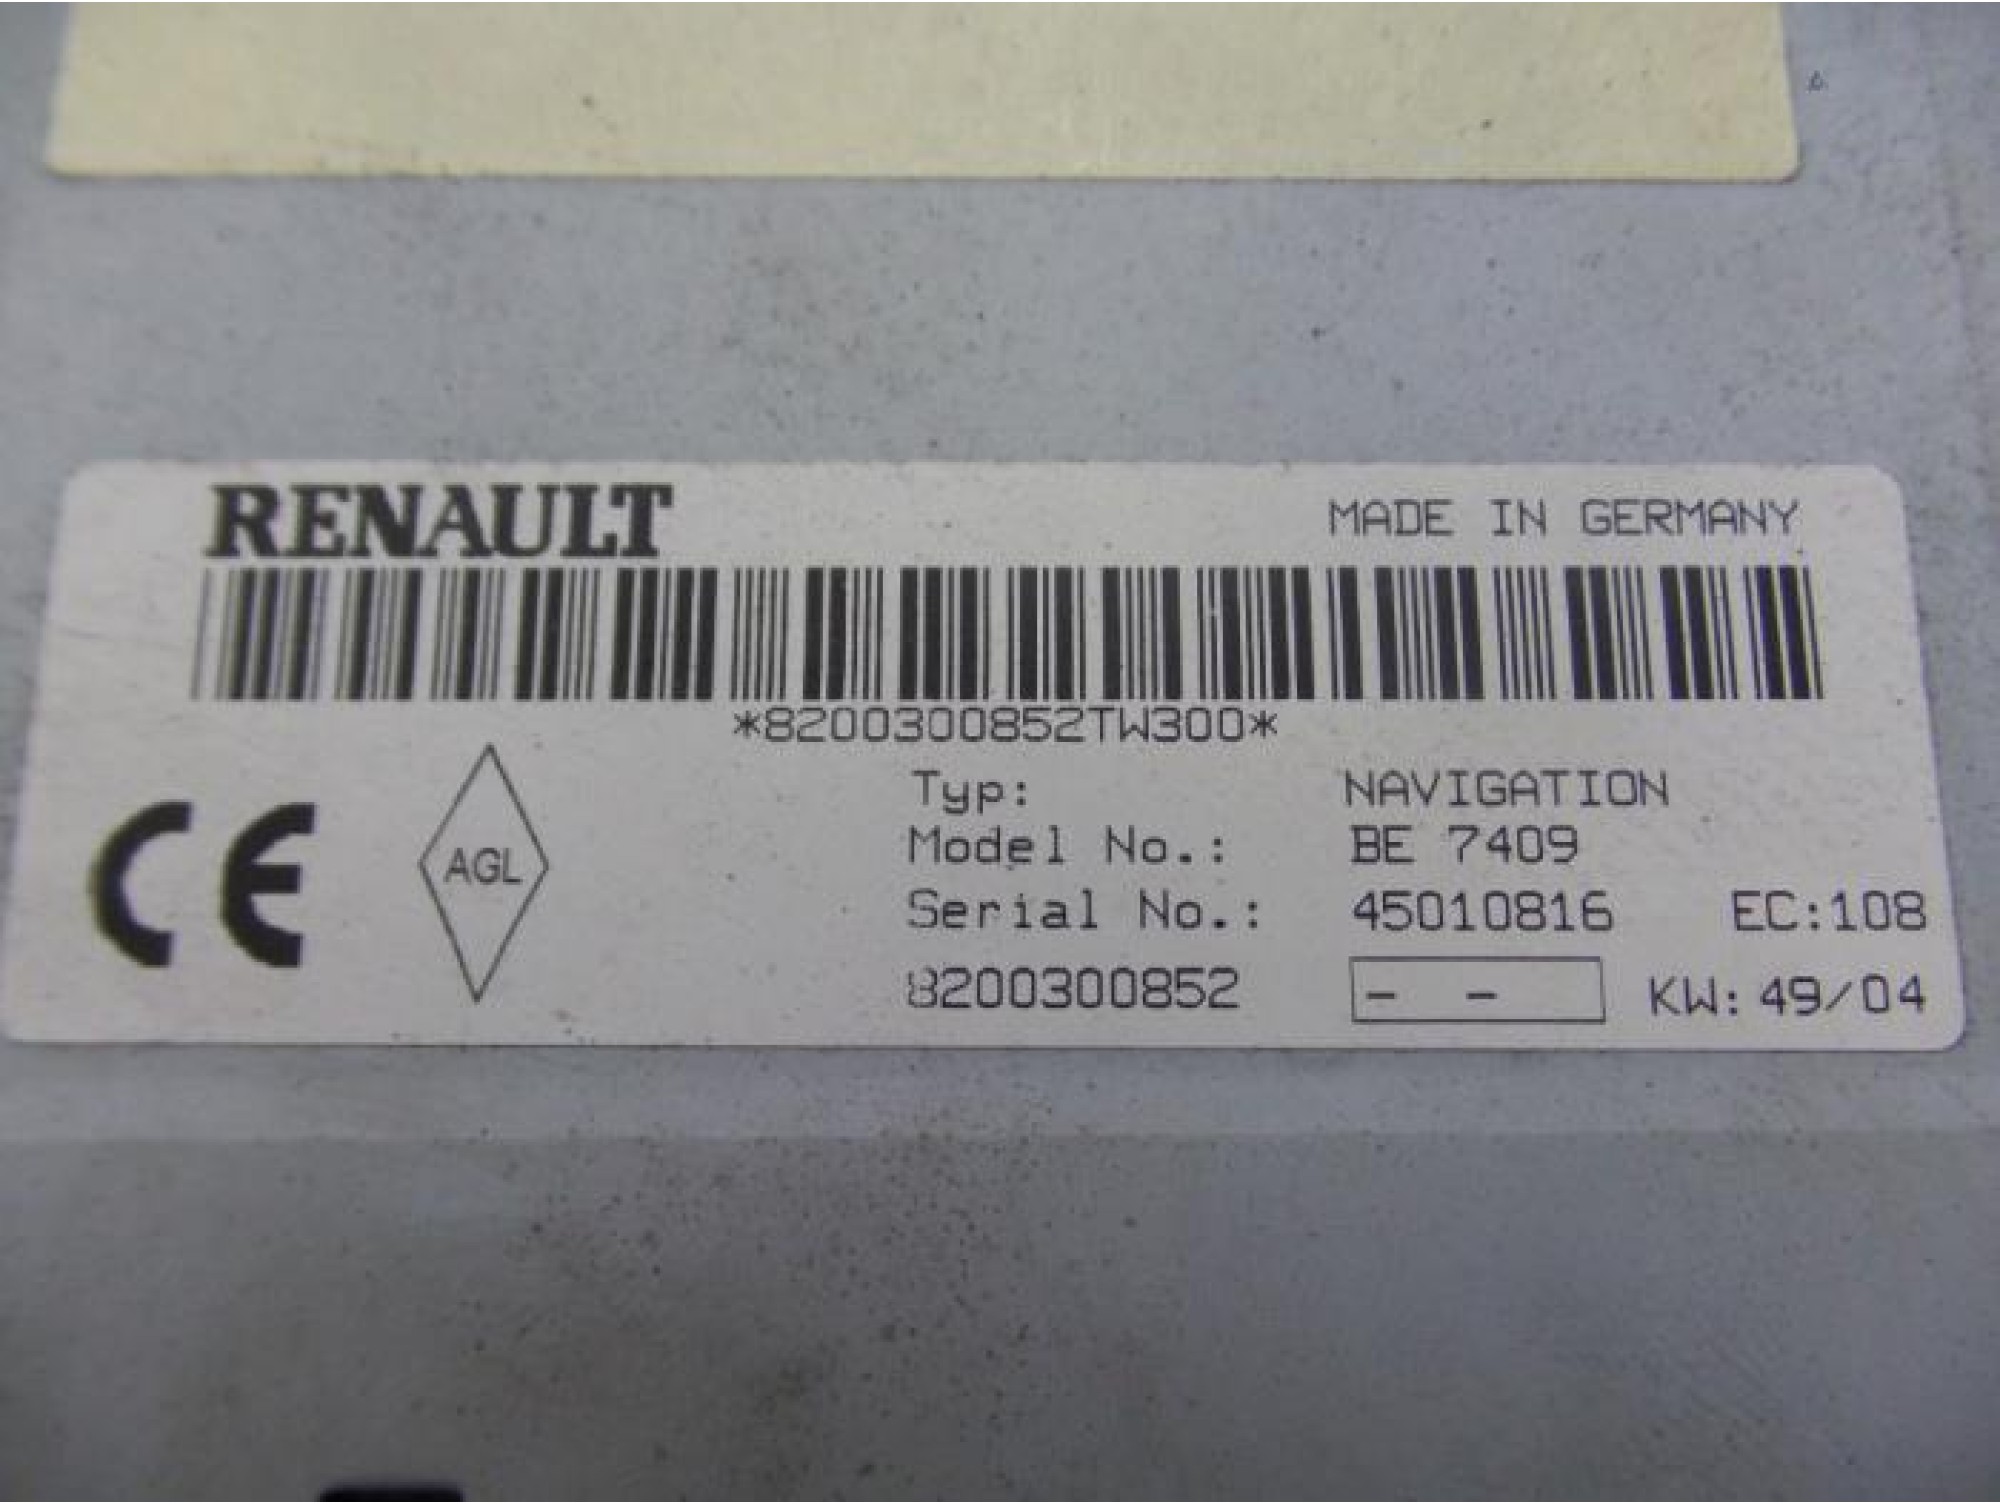 RENAULT
MADE IN GERMANY
*8200300852TW300*
CE
AGL
Typ: NAVIGATION
Model No.: BE 7409
Serial No.: 45010816 EC:108
8200300852 - - KW: 49/04